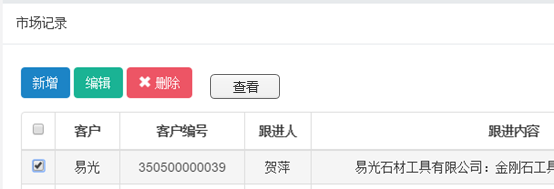 市场记录
新增 编辑 ✖ 删除 查看
客户 客户编号 跟进人 跟进内容
易光 350500000039 贺萍 易光石材工具有限公司：金刚石工具